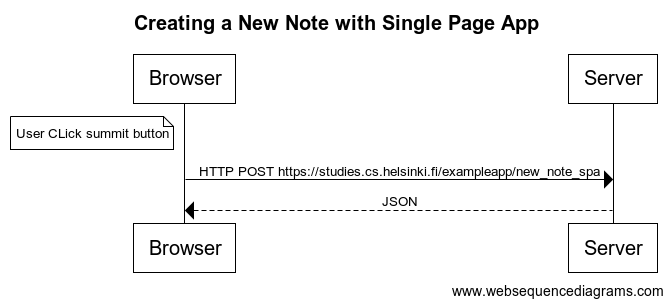 Creating a New Note with Single Page App
Browser
Server
User CLick summit button
HTTP POST https://studies.cs.helsinki.fi/exampleapp/new_note_spa
JSON
Browser
Server
www.websequencediagrams.com